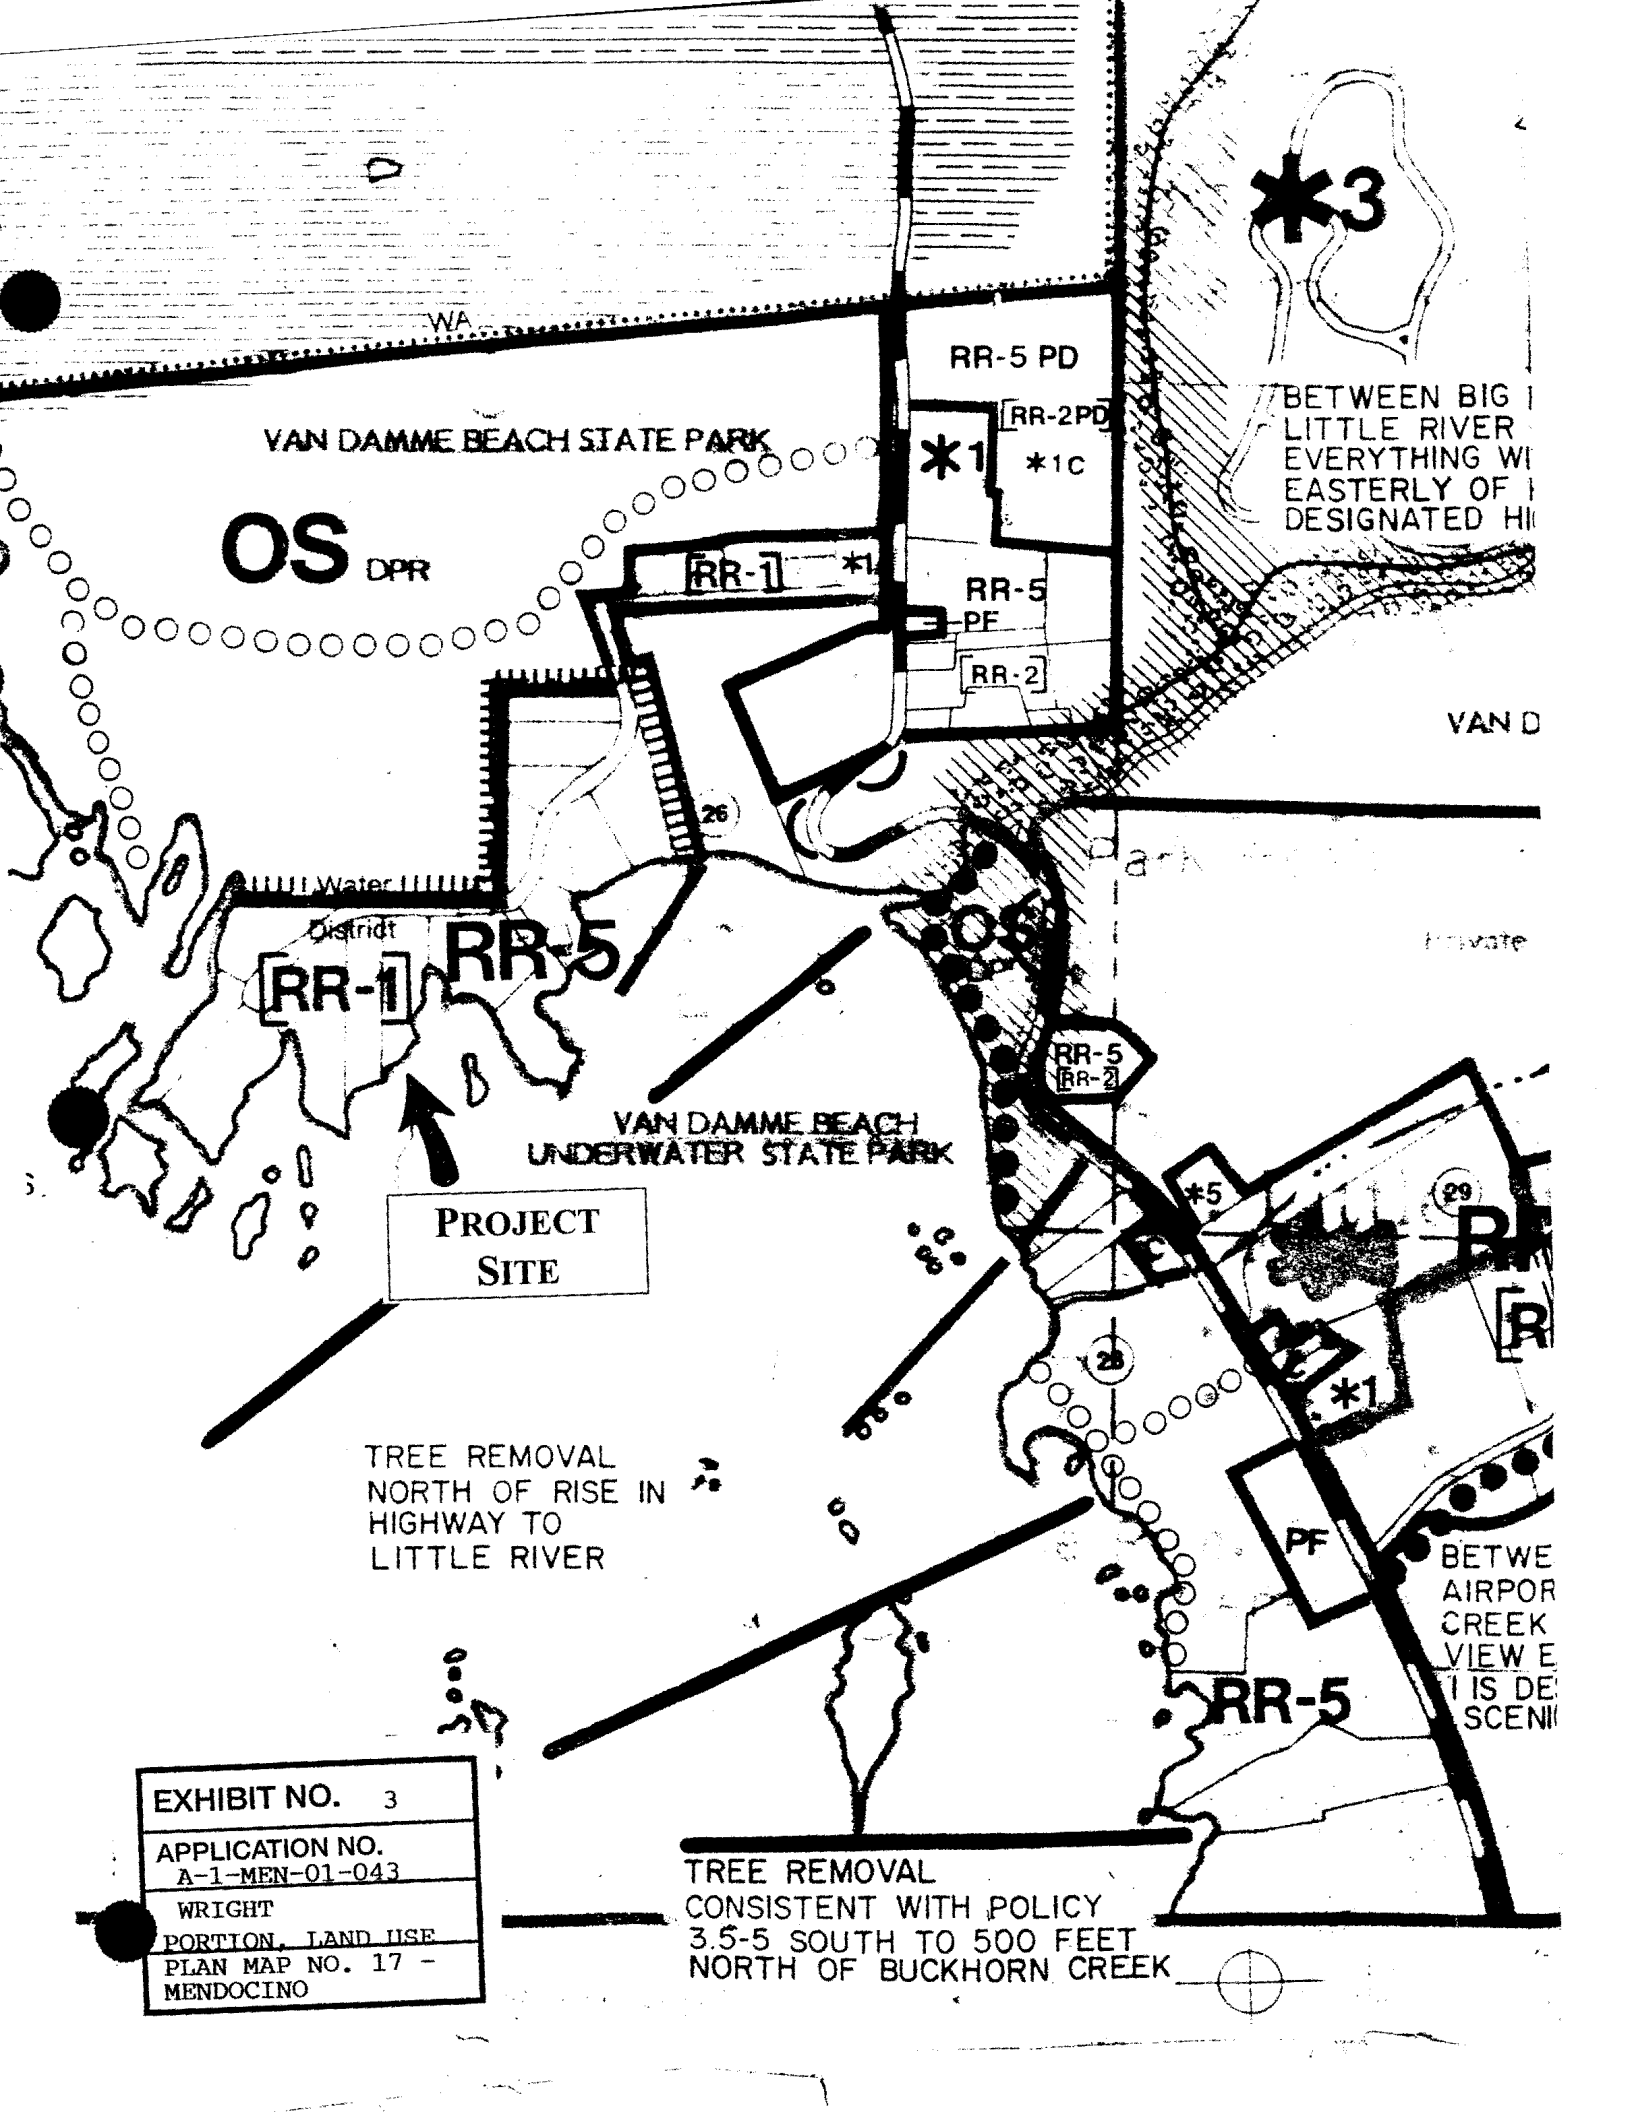 *3
WA
RR-5 PD
[RR-2PD]
*1
*1C
BETWEEN BIG
LITTLE RIVER
EVERYTHING WI
EASTERLY OF
DESIGNATED HI
VAN DAMME BEACH STATE PARK
OS DPR
[RR-1]
*1
RR-5
PF
[RR-2]
VAN D
26
Park
Water
District
[RR-1]
RR-5
OS
Private
RR-5
[RR-2]
VAN DAMME BEACH
UNDERWATER STATE PARK
PROJECT
SITE
*5
29
C
28
C
*1
TREE REMOVAL
NORTH OF RISE IN
HIGHWAY TO
LITTLE RIVER
PF
BETWE
AIRPOR
CREEK
VIEW E
1 IS DE
SCENI
RR-5
EXHIBIT NO. 3
APPLICATION NO.
A-1-MEN-01-043
WRIGHT
PORTION, LAND USE
PLAN MAP NO. 17 -
MENDOCINO
TREE REMOVAL
CONSISTENT WITH POLICY
3.5-5 SOUTH TO 500 FEET
NORTH OF BUCKHORN CREEK